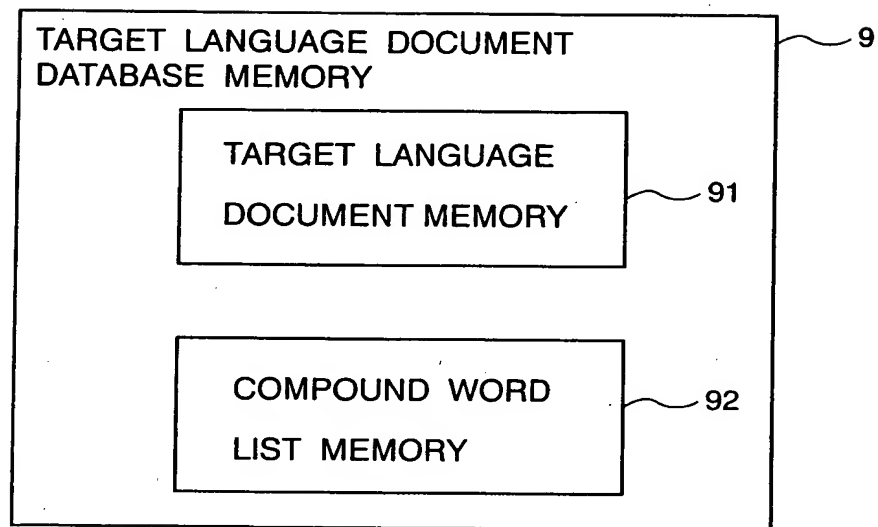 TARGET LANGUAGE DOCUMENT
DATABASE MEMORY
9
TARGET LANGUAGE
DOCUMENT MEMORY
91
COMPOUND WORD
LIST MEMORY
92